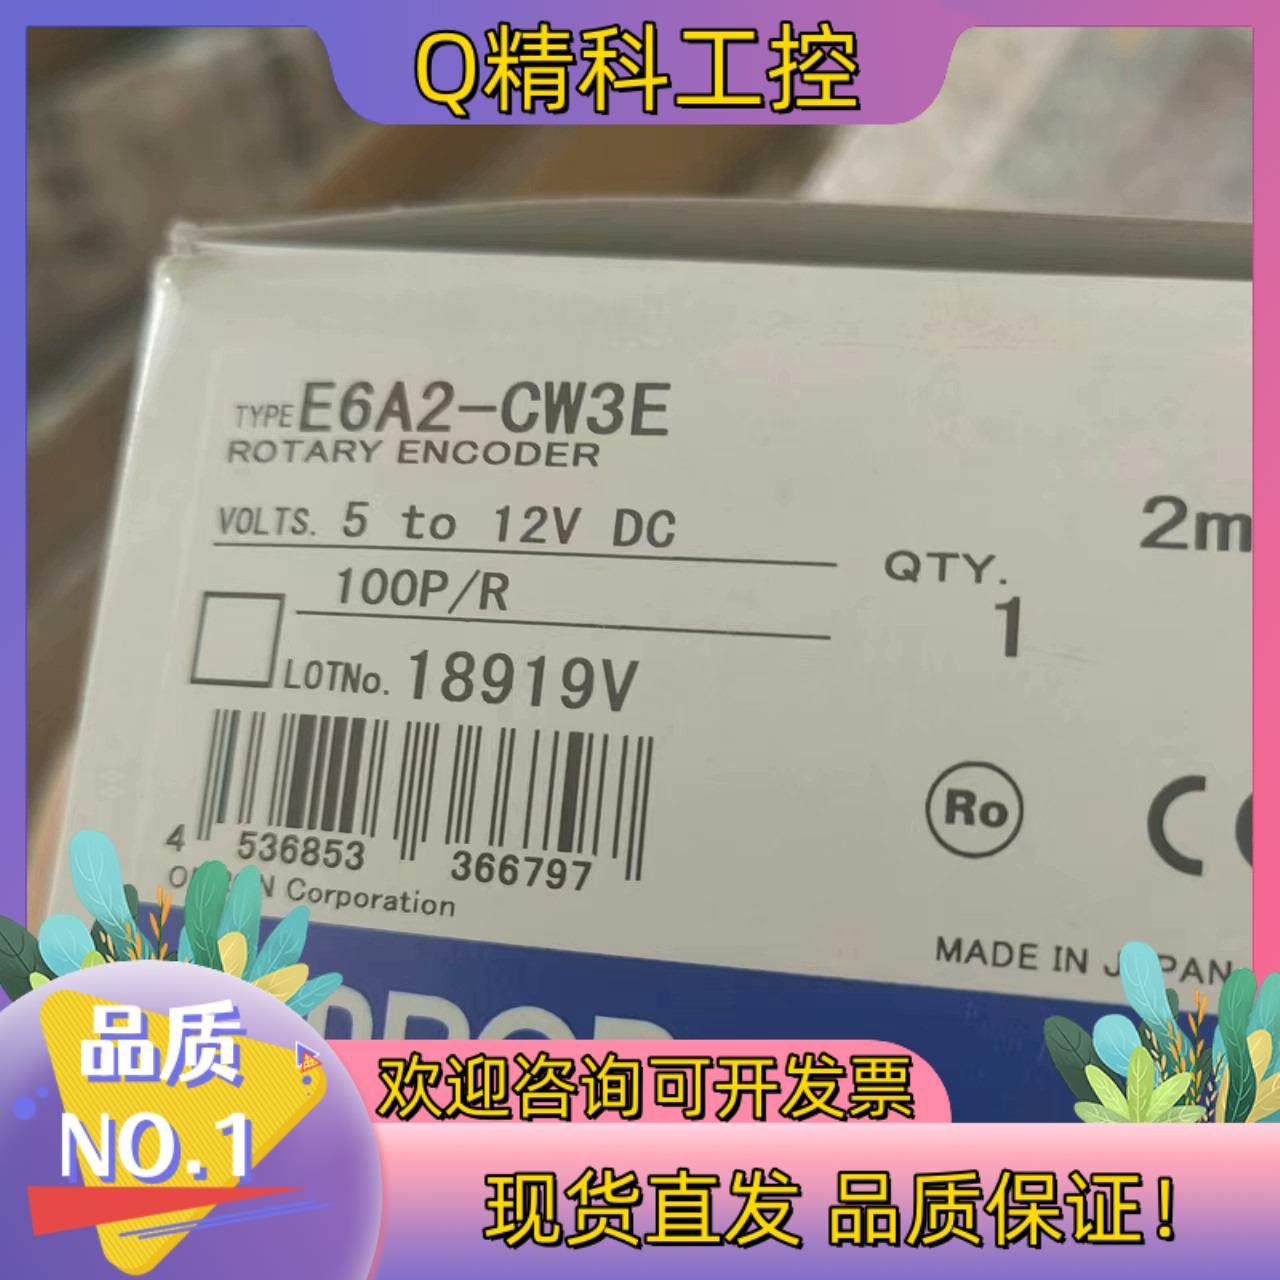 Q精科工控
TYPE E6A2-CW3E
ROTARY ENCODER
VOLTS. 5 to 12V DC
2m
100P/R
QTY.
1
LOTNo. 18919V
Ro
4 536853 366797
Corporation
MADE IN
品质
NO.1
欢迎咨询可开发票
现货直发 品质保证!